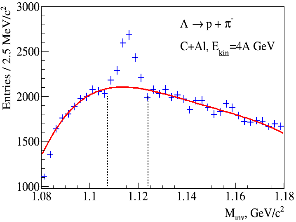 Entries / 2.5 MeV/c²
3000
2500
2000
1500
1000
Λ → p + π⁻
C+Al, E_kin=4A GeV
1.08 1.1 1.12 1.14 1.16 1.18
M_inv, GeV/c²